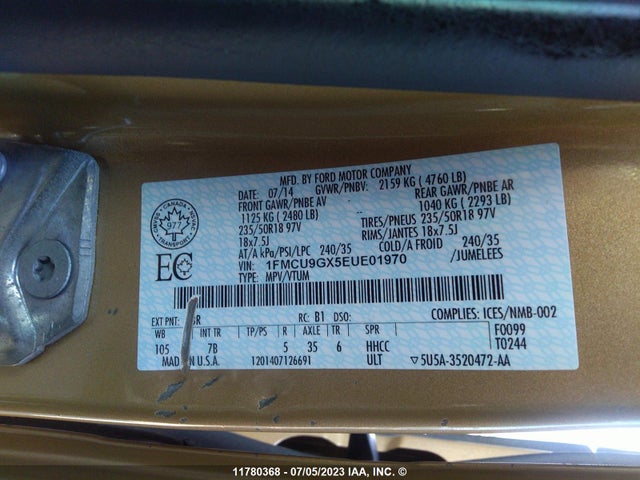 MFD. BY FORD MOTOR COMPANY
07/14 GVWR/PNBV: 2159 KG ( 4760 LB)
FRONT GAWR/PNBE AV REAR GAWR/PNBE AR
1125 KG ( 2480 LB) 1040 KG ( 2293 LB)
235/50R18 97V TIRES/PNEUS 235/50R18 97V
18x7.5J RIMS/JANTES 18x7.5J
AT/A kPa/PSI/LPC 240/35 COLD/A FROID 240/35
VIN: 1FMCU9GX5EUE01970 /JUMELEES
TYPE: MPV/VTUM
CANADA
977
TRANSPORT
EC
EXT PNT: R RC: B1 DSO: COMPLIES: ICES/NMB-002
WB INT TR TP/PS R AXLE TR SPR F0099
105 7B 5 35 6 HHCC T0244
MADE IN U.S.A. 1201407126691 ULT 5U5A-3520472-AA
11780368 - 07/05/2023 © IAA, INC. ®